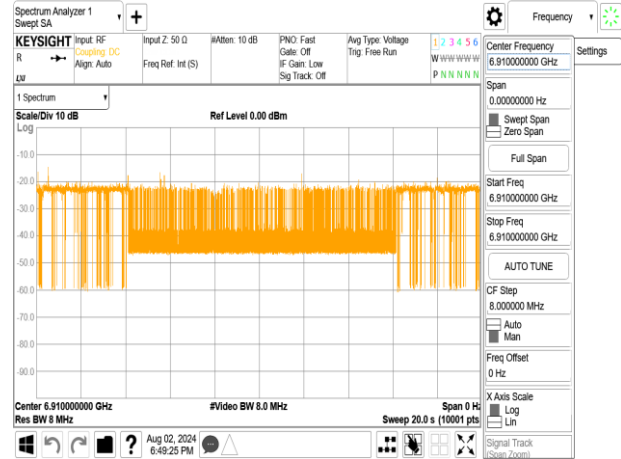 Spectrum Analyzer 1
Swept SA
Frequency
KEYSIGHT
R
LXI
Input: RF
Coupling: DC
Align: Auto
Input Z: 50 Ω
Freq Ref: Int (S)
#Atten: 10 dB
PNO: Fast
Gate: Off
IF Gain: Low
Sig Track: Off
Avg Type: Voltage
Trig: Free Run
1 2 3 4 5 6
W W W W W W
P N N N N N
Center Frequency
6.910000000 GHz
Settings
Span
0.00000000 Hz
Swept Span
Zero Span
Full Span
Start Freq
6.910000000 GHz
Stop Freq
6.910000000 GHz
AUTO TUNE
CF Step
8.000000 MHz
Auto
Man
Freq Offset
0 Hz
X Axis Scale
Log
Lin
Signal Track
(Span Zoom)
1 Spectrum
Scale/Div 10 dB
Ref Level 0.00 dBm
Log
-10.0
-20.0
-30.0
-40.0
-50.0
-60.0
-70.0
-80.0
-90.0
Center 6.910000000 GHz
#Video BW 8.0 MHz
Span 0 Hz
Res BW 8 MHz
Sweep 20.0 s (10001 pts
?
Aug 02, 2024
6:49:25 PM